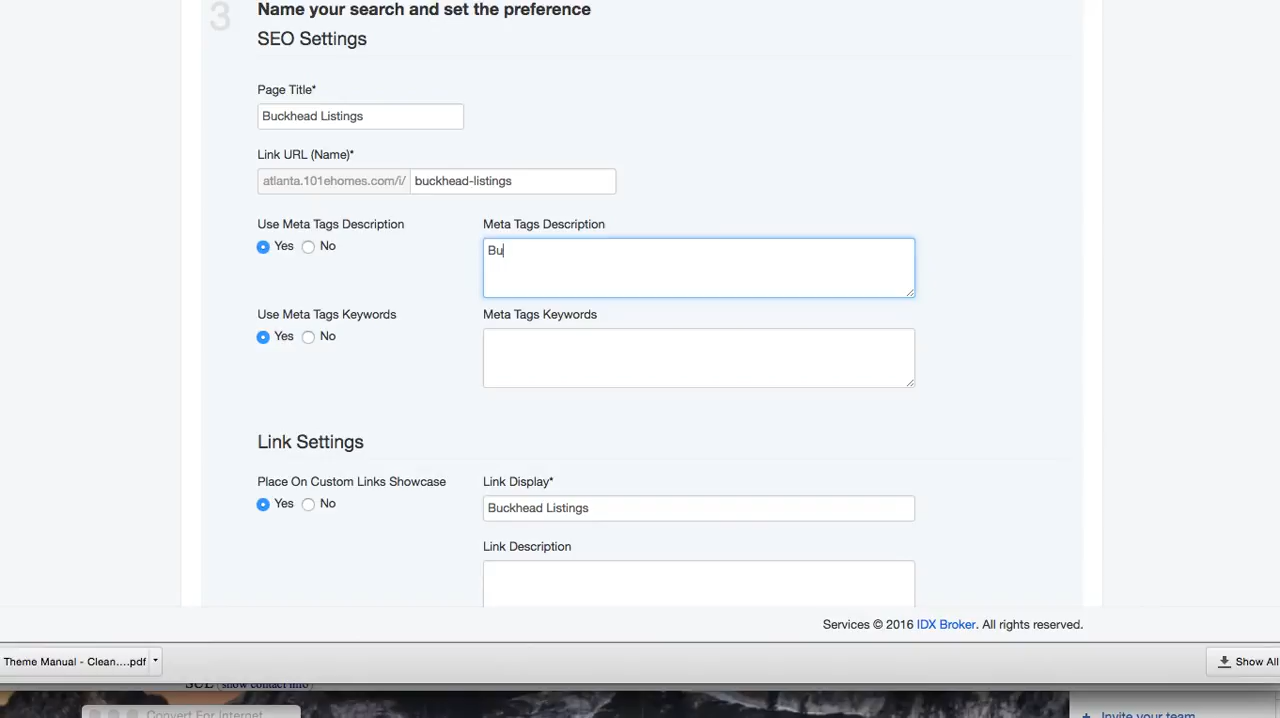 3
Name your search and set the preference
SEO Settings
Page Title*
Buckhead Listings
Link URL (Name)*
atlanta.101ehomes.com/i/ buckhead-listings
Use Meta Tags Description Meta Tags Description
Yes No
Bu
Use Meta Tags Keywords Meta Tags Keywords
Yes No
Link Settings
Place On Custom Links Showcase Link Display*
Yes No
Buckhead Listings
Link Description
Services © 2016 IDX Broker. All rights reserved.
Theme Manual - Clean....pdf Show All
(show contact info)
Convert For Internet
+ Invite your team